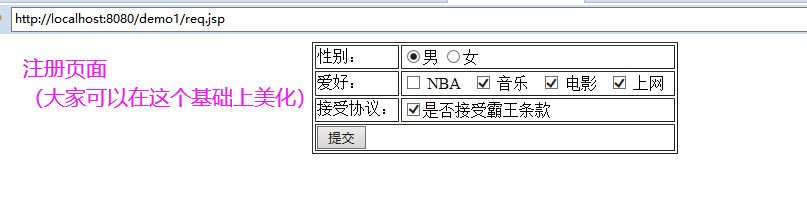 http://localhost:8080/demo1/req.jsp
注册页面
（大家可以在这个基础上美化）
性别： 男 女
爱好： NBA 音乐 电影 上网
接受协议： 是否接受霸王条款
提交